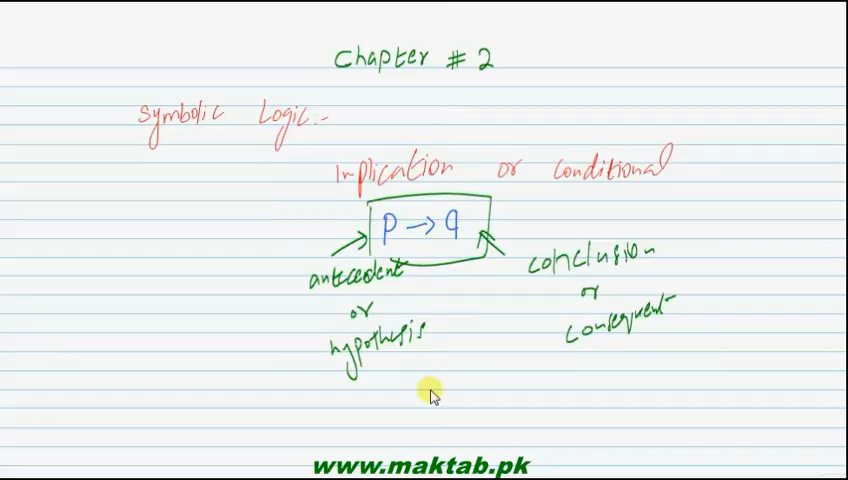 Chapter # 2
Symbolic Logic:-
Implication or conditional
p → q
antecedent
or
hypothesis
conclusion
or
consequent
www.maktab.pk